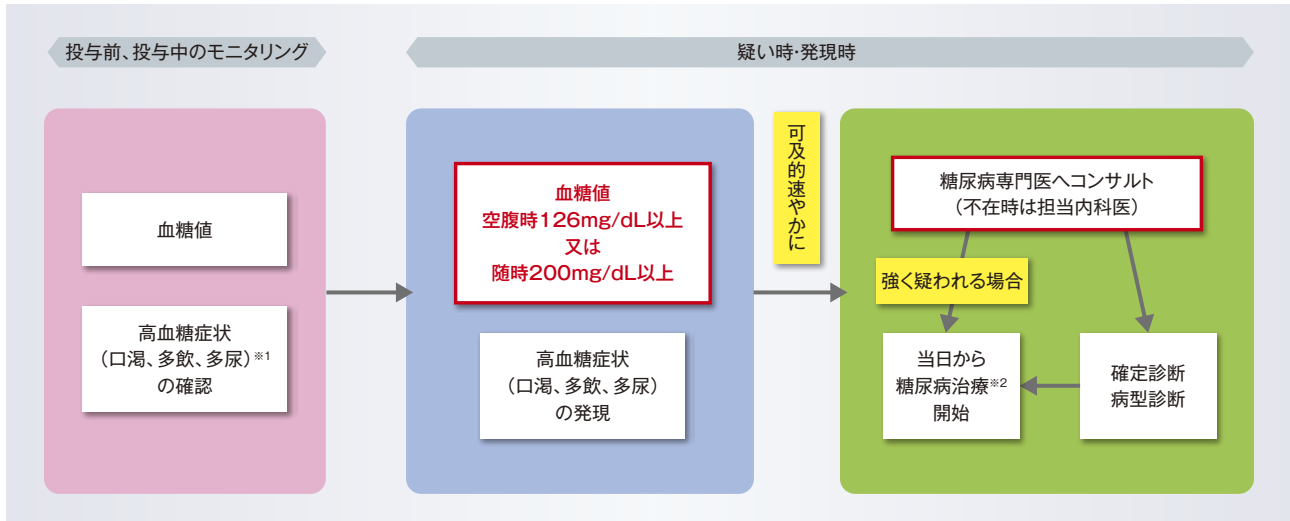 投与前、投与中のモニタリング
疑い時・発現時
血糖値
高血糖症状
（口渇、多飲、多尿）※1
の確認
血糖値
空腹時126mg/dL以上
又は
随時200mg/dL以上
高血糖症状
（口渇、多飲、多尿）
の発現
可及的速やかに
糖尿病専門医へコンサルト
（不在時は担当内科医）
強く疑われる場合
当日から
糖尿病治療※2
開始
確定診断
病型診断